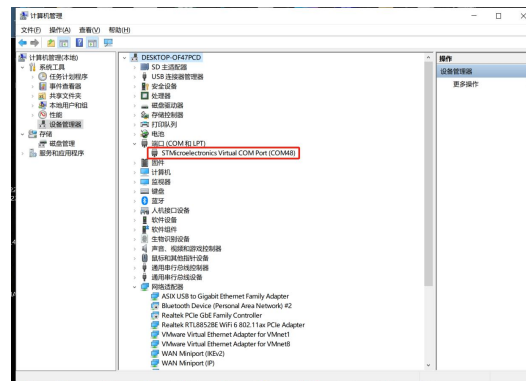 计算机管理
文件(F) 操作(A) 查看(V) 帮助(H)
计算机管理(本地)
系统工具
任务计划程序
事件查看器
共享文件夹
本地用户和组
性能
设备管理器
存储
磁盘管理
服务和应用程序
DESKTOP-OF47PCD
SD 主适配器
USB 连接器管理器
安全设备
处理器
磁盘驱动器
存储控制器
打印队列
电池
端口 (COM 和 LPT)
STMicroelectronics Virtual COM Port (COM48)
固件
计算机
监视器
键盘
蓝牙
人机接口设备
软件设备
软件组件
生物识别设备
声音、视频和游戏控制器
鼠标和其他指针设备
通用串行总线控制器
通用串行总线设备
网络适配器
ASIX USB to Gigabit Ethernet Family Adapter
Bluetooth Device (Personal Area Network) #2
Realtek PCIe GbE Family Controller
Realtek RTL8852BE WiFi 6 802.11ax PCIe Adapter
VMware Virtual Ethernet Adapter for VMnet1
VMware Virtual Ethernet Adapter for VMnet8
WAN Miniport (IKEv2)
WAN Miniport (IP)
操作
设备管理器
更多操作